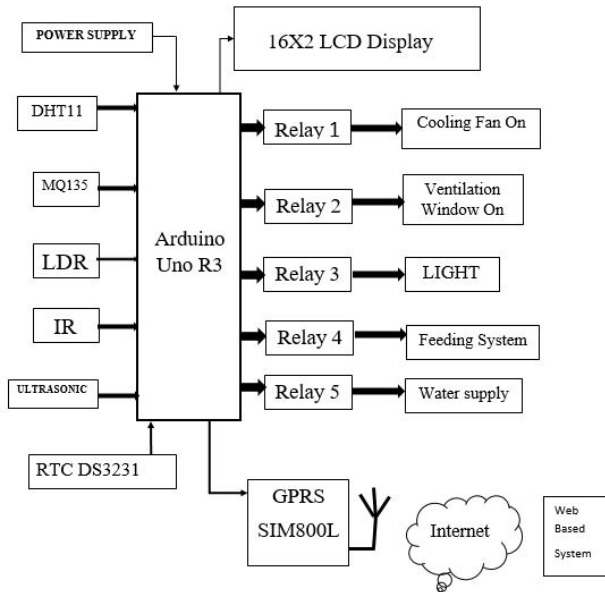 POWER SUPPLY
16X2 LCD Display
DHT11
MQ135
LDR
IR
ULTRASONIC
RTC DS3231
Arduino
Uno R3
Relay 1
Cooling Fan On
Relay 2
Ventilation
Window On
Relay 3
LIGHT
Relay 4
Feeding System
Relay 5
Water supply
GPRS
SIM800L
Internet
Web
Based
System